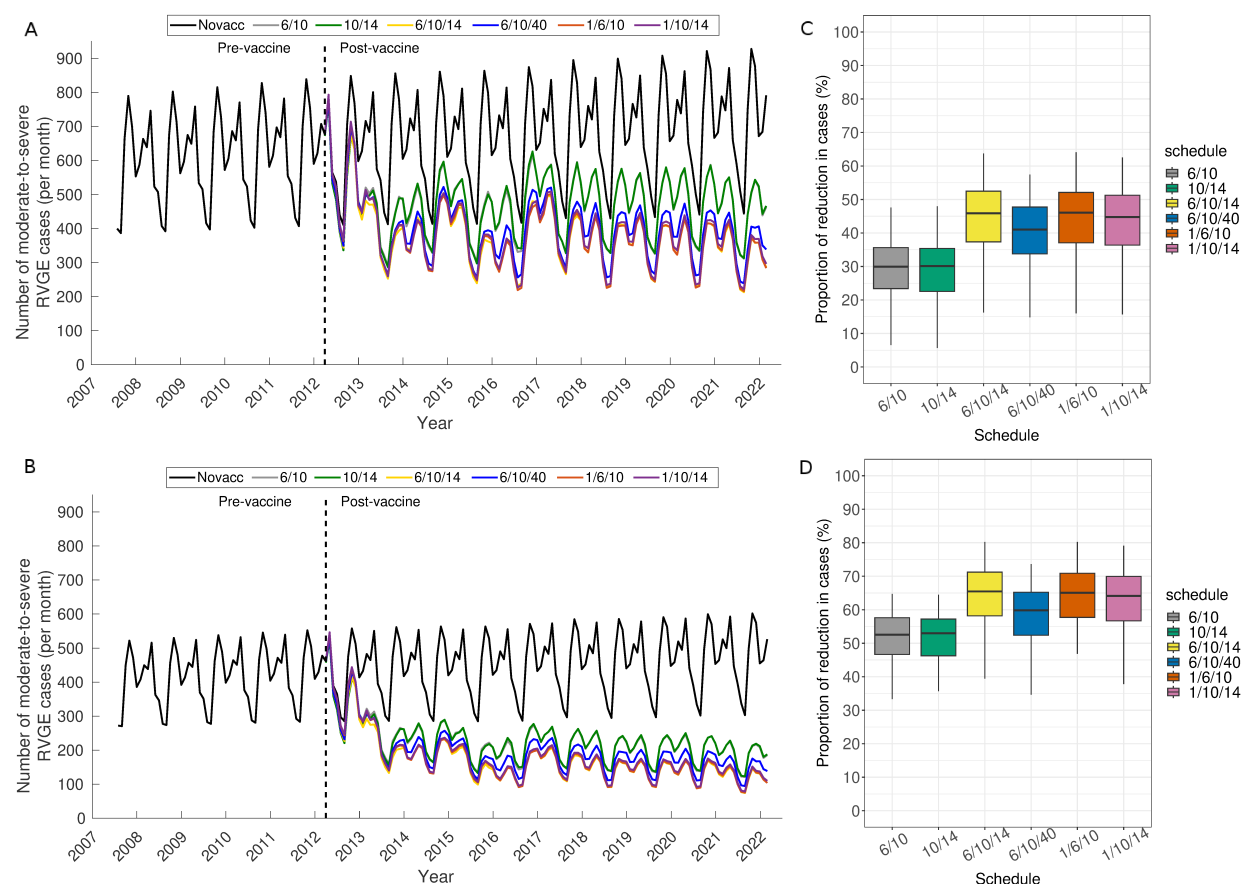 A
Novacc 6/10 10/14 6/10/14 6/10/40 1/6/10 1/10/14
Pre-vaccine Post-vaccine
Number of moderate-to-severe
RVGE cases (per month)
900
800
700
600
500
400
300
200
100
0
2007 2008 2009 2010 2011 2012 2013 2014 2015 2016 2017 2018 2019 2020 2021 2022
Year
C
Proportion of reduction in cases (%)
100
90
80
70
60
50
40
30
20
10
0
6/10 10/14 6/10/14 6/10/40 1/6/10 1/10/14
Schedule
schedule
6/10
10/14
6/10/14
6/10/40
1/6/10
1/10/14
B
Novacc 6/10 10/14 6/10/14 6/10/40 1/6/10 1/10/14
Pre-vaccine Post-vaccine
Number of moderate-to-severe
RVGE cases (per month)
900
800
700
600
500
400
300
200
100
0
2007 2008 2009 2010 2011 2012 2013 2014 2015 2016 2017 2018 2019 2020 2021 2022
Year
D
Proportion of reduction in cases (%)
100
90
80
70
60
50
40
30
20
10
0
6/10 10/14 6/10/14 6/10/40 1/6/10 1/10/14
Schedule
schedule
6/10
10/14
6/10/14
6/10/40
1/6/10
1/10/14